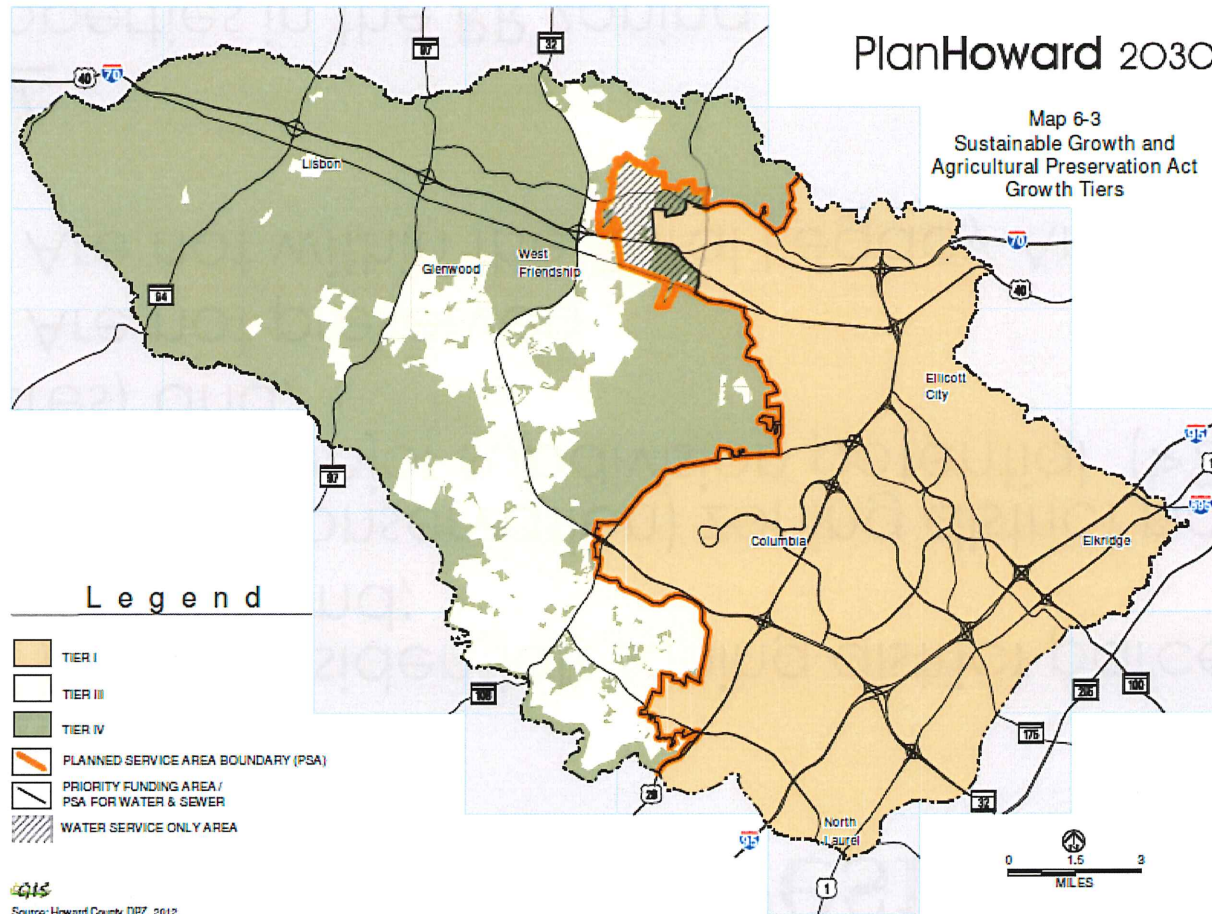 PlanHoward 2030
Map 6-3
Sustainable Growth and
Agricultural Preservation Act
Growth Tiers
40
70
97
32
Lisbon
94
Glenwood
West
Friendship
70
40
Ellicott
City
95
1
97
895
Columbia
Elkridge
108
29
95
North
Laurel
1
32
175
100
Legend
TIER I
TIER III
TIER IV
PLANNED SERVICE AREA BOUNDARY (PSA)
PRIORITY FUNDING AREA /
PSA FOR WATER & SEWER
WATER SERVICE ONLY AREA
0 1.5 3
MILES
GIS
Source: Howard County DPZ, 2012